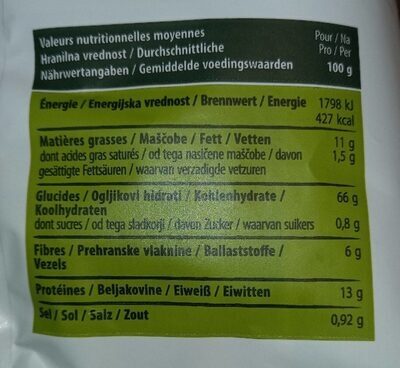 Valeurs nutritionnelles moyennes
Hranilna vrednost / Durchschnittliche
Nährwertangaben / Gemiddelde voedingswaarden
Pour / Na
Pro / Per
100 g
Énergie / Energijska vrednost / Brennwert / Energie 1798 kJ
427 kcal
Matières grasses / Maščobe / Fett / Vetten 11 g
dont acides gras saturés / od tega nasičene maščobe / davon 1,5 g
gesättigte Fettsäuren / waarvan verzadigde vetzuren
Glucides / Ogljikovi hidrati / Kohlenhydrate / 66 g
Koolhydraten
dont sucres / od tega sladkorji / davon Zucker / waarvan suikers 0,8 g
Fibres / Prehranske vlaknine / Ballaststoffe / 6 g
Vezels
Protéines / Beljakovine / Eiweiß / Eiwitten 13 g
Sel / Sol / Salz / Zout 0,92 g